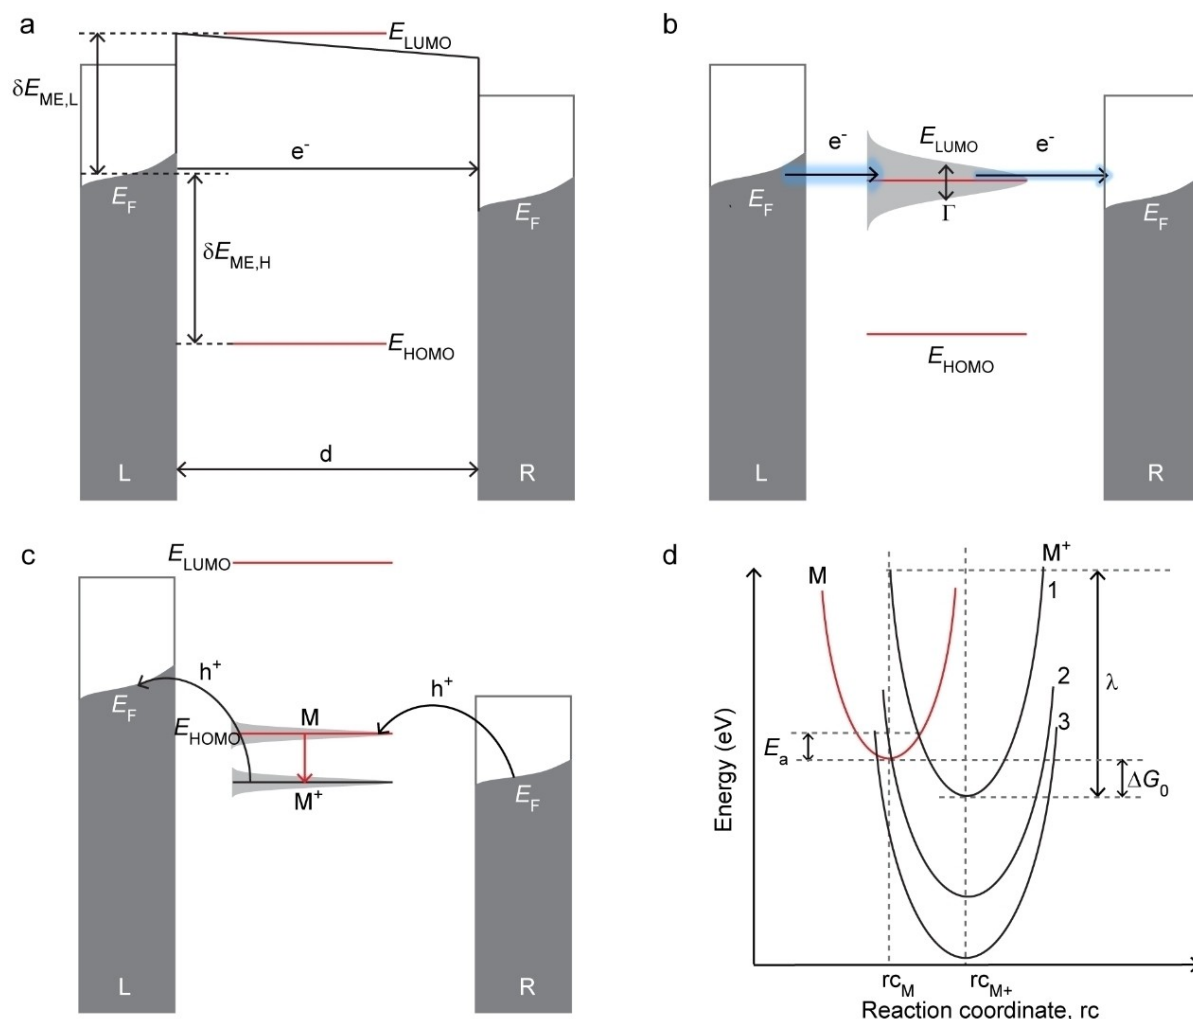 a
E_LUMO
δE_ME,L
e-
E_F
E_F
δE_ME,H
E_HOMO
d
L
R
b
e-
E_LUMO
e-
E_F
Γ
E_F
E_HOMO
L
R
c
E_LUMO
h+
h+
E_F
E_HOMO
M
M+
E_F
L
R
d
M
M+
1
2
3
λ
E_a
ΔG_0
Energy (eV)
rc_M
rc_M+
Reaction coordinate, rc